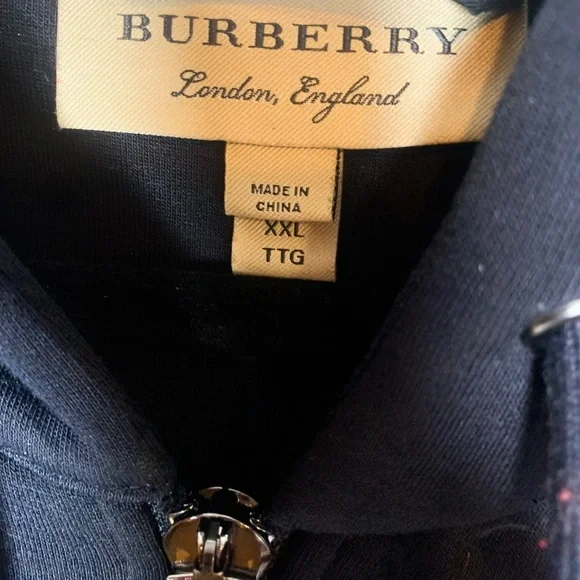 BURBERRY
London, England
MADE IN
CHINA
XXL
TTG